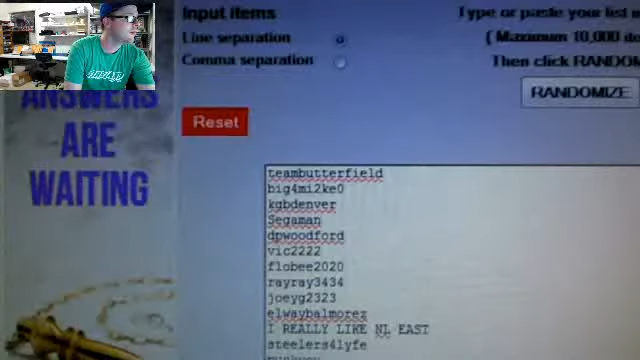 Input items
Type or paste your list
Line separation
( Maximum 10,000
Comma separation
Then click
RANDOMIZE
Reset
ANSWERS
ARE
WAITING
teambutterfield
big4mi2ke0
kgbdenver
Segaman
dpwoodford
vic2222
flobee2020
rayray3434
joeyg2323
elwaybalmorez
I REALLY LIKE NL EAST
steelers4lyfe